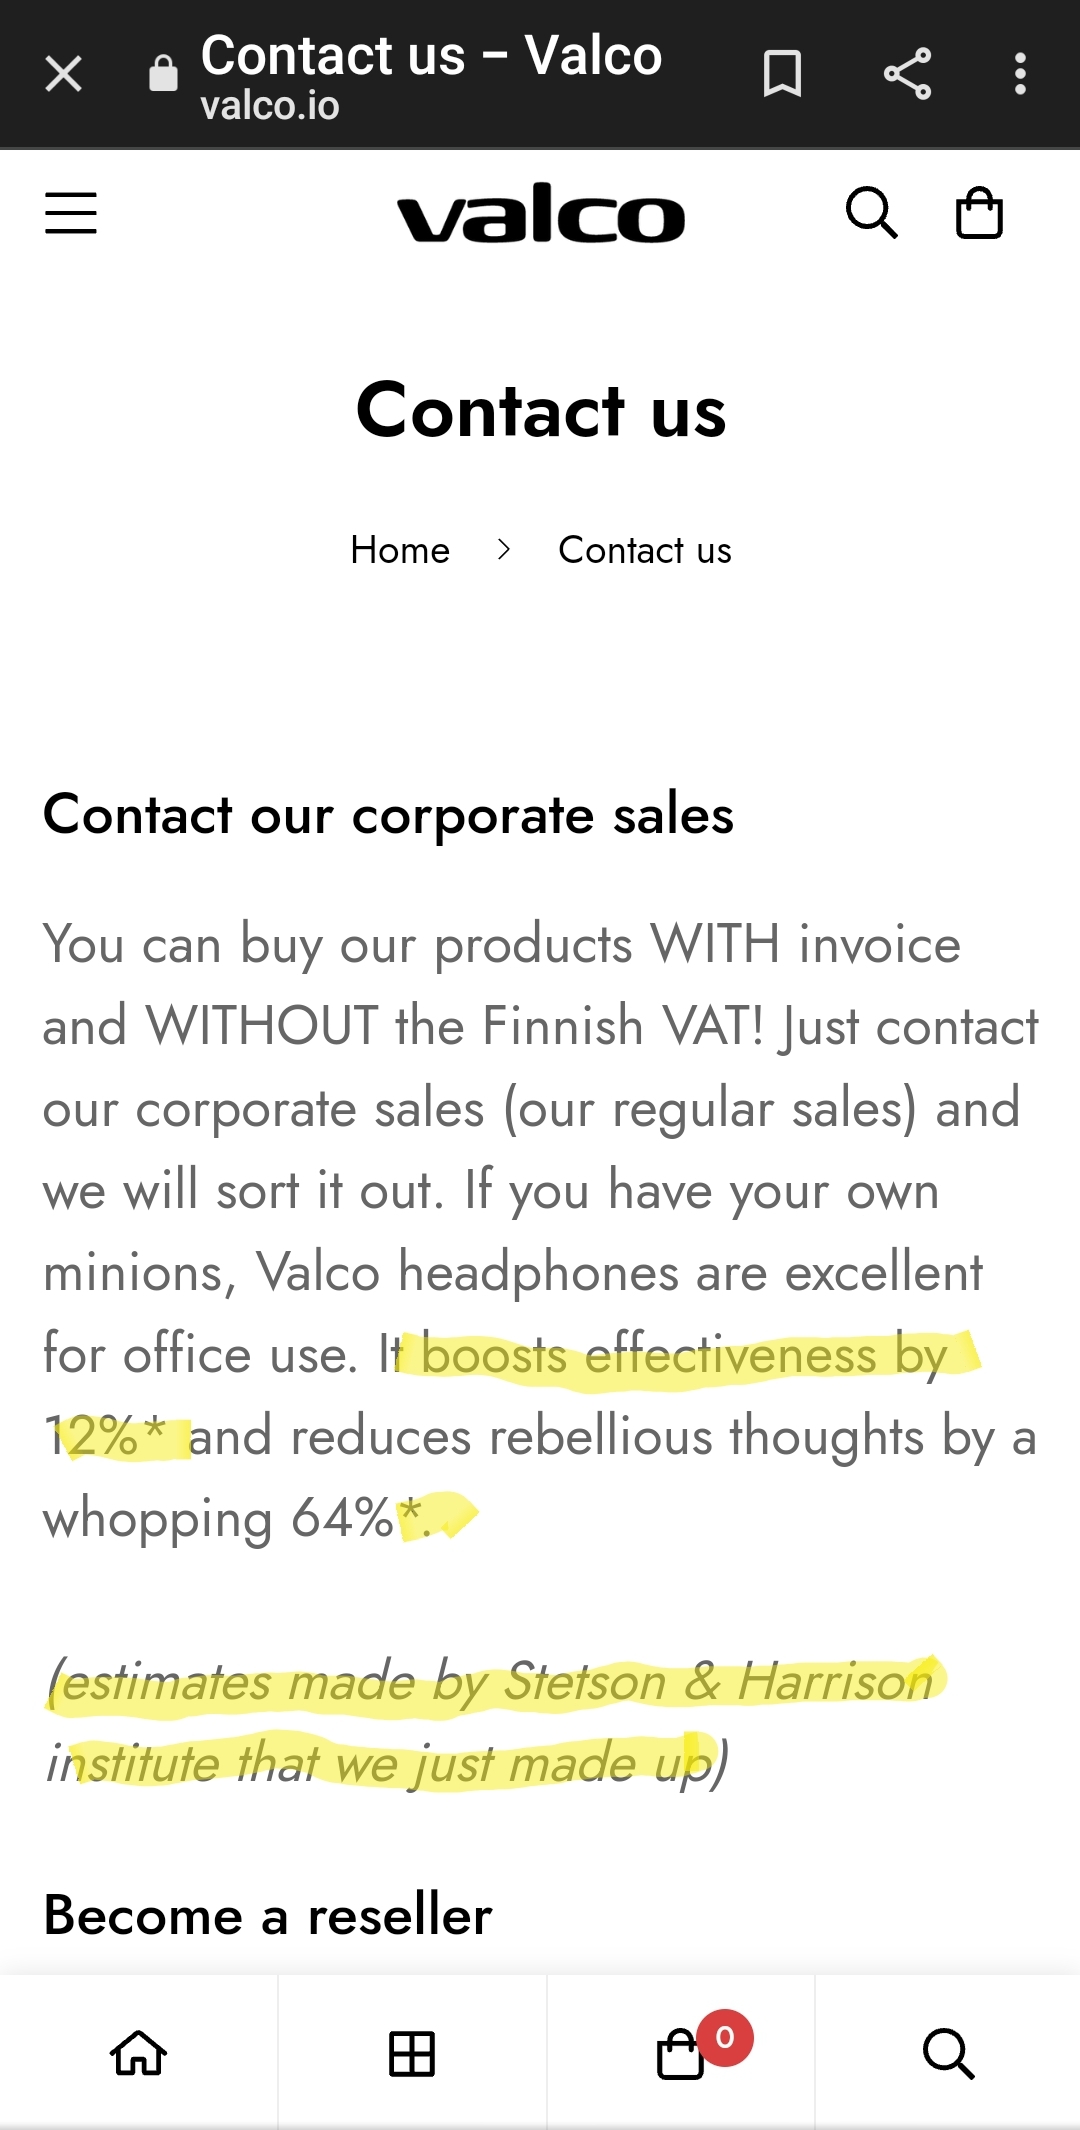 Contact us – Valco
valco.io
valco
Contact us
Home > Contact us
Contact our corporate sales
You can buy our products WITH invoice
and WITHOUT the Finnish VAT! Just contact
our corporate sales (our regular sales) and
we will sort it out. If you have your own
minions, Valco headphones are excellent
for office use. It boosts effectiveness by
12%* and reduces rebellious thoughts by a
whopping 64%*.
(estimates made by Stetson & Harrison
institute that we just made up)
Become a reseller
0